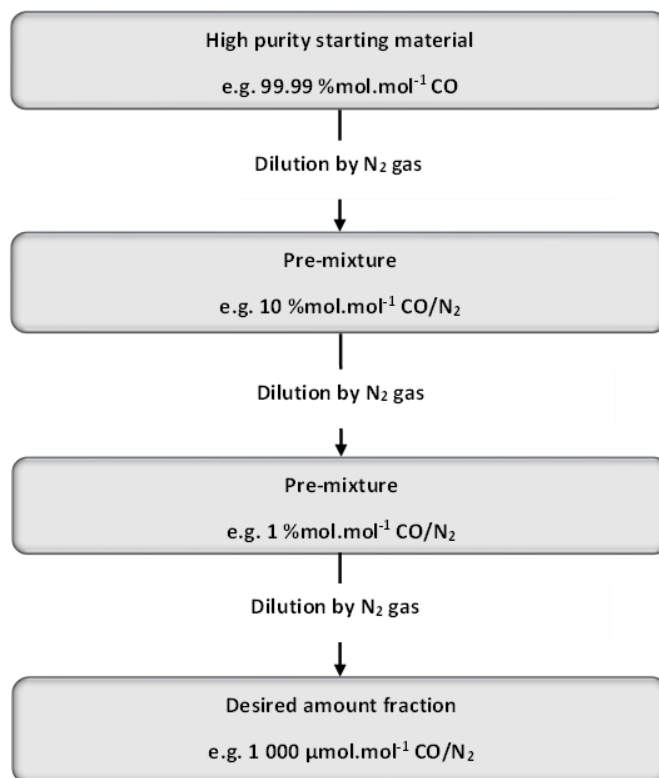 High purity starting material
e.g. 99.99 %mol.mol⁻¹ CO
Dilution by N₂ gas
Pre-mixture
e.g. 10 %mol.mol⁻¹ CO/N₂
Dilution by N₂ gas
Pre-mixture
e.g. 1 %mol.mol⁻¹ CO/N₂
Dilution by N₂ gas
Desired amount fraction
e.g. 1 000 µmol.mol⁻¹ CO/N₂